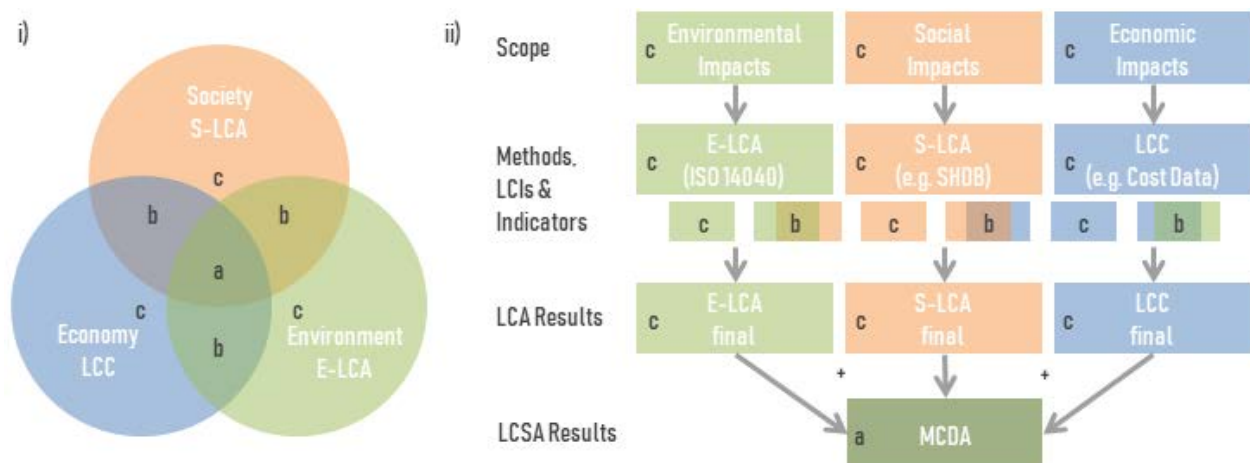 i)
Society
S-LCA
c
b
b
a
c
c
Economy
LCC
b
Environment
E-LCA
ii)
Scope
c
Environmental
Impacts
c
Social
Impacts
c
Economic
Impacts
Methods,
LCIs &
Indicators
c
E-LCA
(ISO 14040)
c
S-LCA
(e.g. SHDB)
c
LCC
(e.g. Cost Data)
c
b
c
b
c
b
LCA Results
c
E-LCA
final
c
S-LCA
final
c
LCC
final
+
+
LCSA Results
a
MCDA